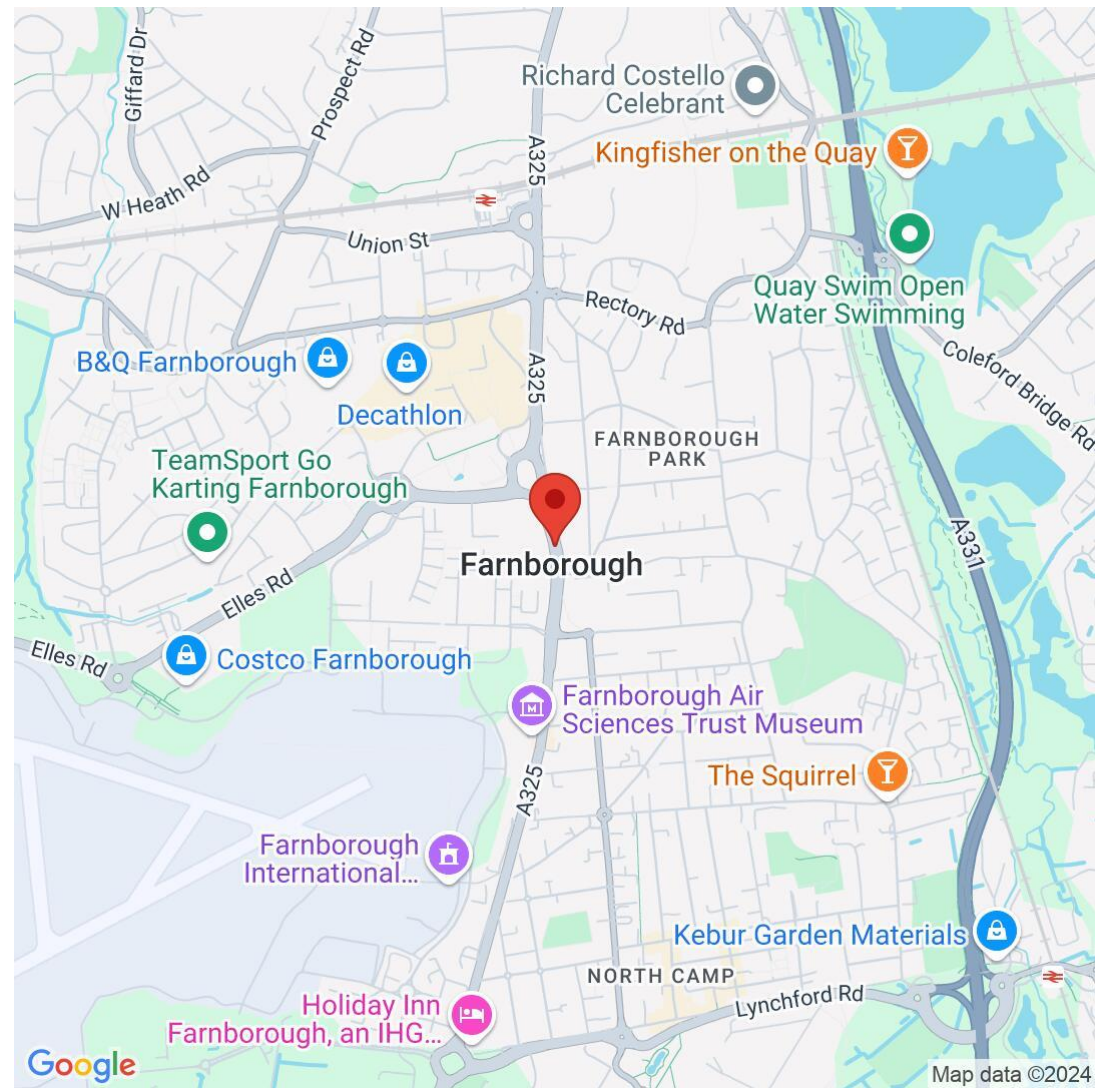 Giffard Dr
Prospect Rd
Richard Costello
Celebrant
A325
Kingfisher on the Quay
W Heath Rd
Union St
Quay Swim Open
Water Swimming
Rectory Rd
B&Q Farnborough
A325
Decathlon
Coleford Bridge Rd
FARNBOROUGH
PARK
TeamSport Go
Karting Farnborough
A331
Farnborough
Elles Rd
Elles Rd
Costco Farnborough
Farnborough Air
Sciences Trust Museum
A325
The Squirrel
Farnborough
International...
Kebur Garden Materials
NORTH CAMP
Lynchford Rd
Holiday Inn
Farnborough, an IHG...
Google
Map data ©2024